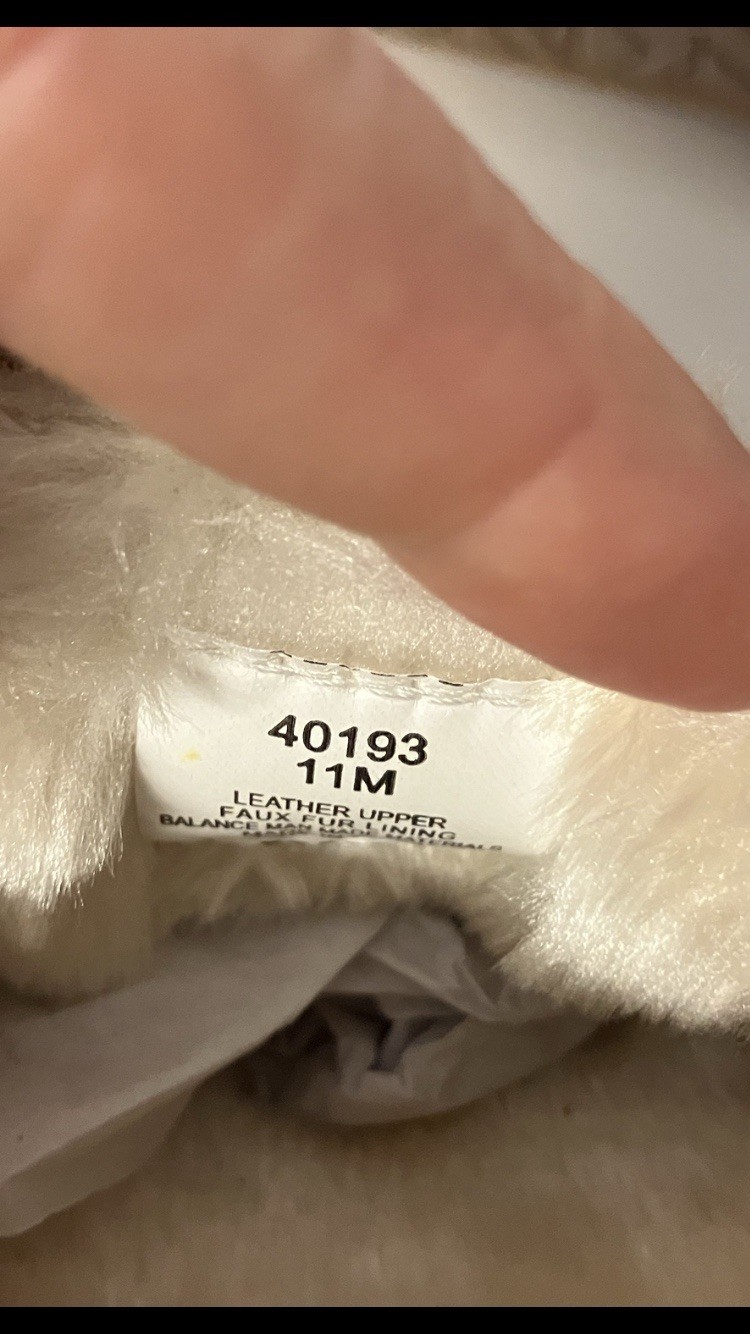 40193
11M
LEATHER UPPER
FAUX FUR LINING
BALANCE MAN MADE MATERIALS